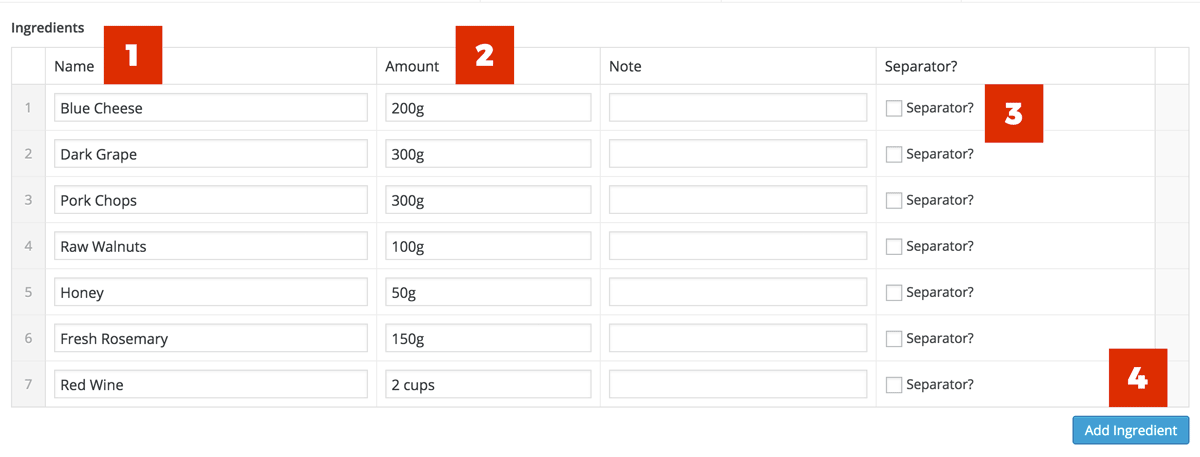 Ingredients
1 2
Name Amount Note Separator?
1 Blue Cheese 200g Separator? 3
2 Dark Grape 300g Separator?
3 Pork Chops 300g Separator?
4 Raw Walnuts 100g Separator?
5 Honey 50g Separator?
6 Fresh Rosemary 150g Separator?
7 Red Wine 2 cups Separator? 4
Add Ingredient